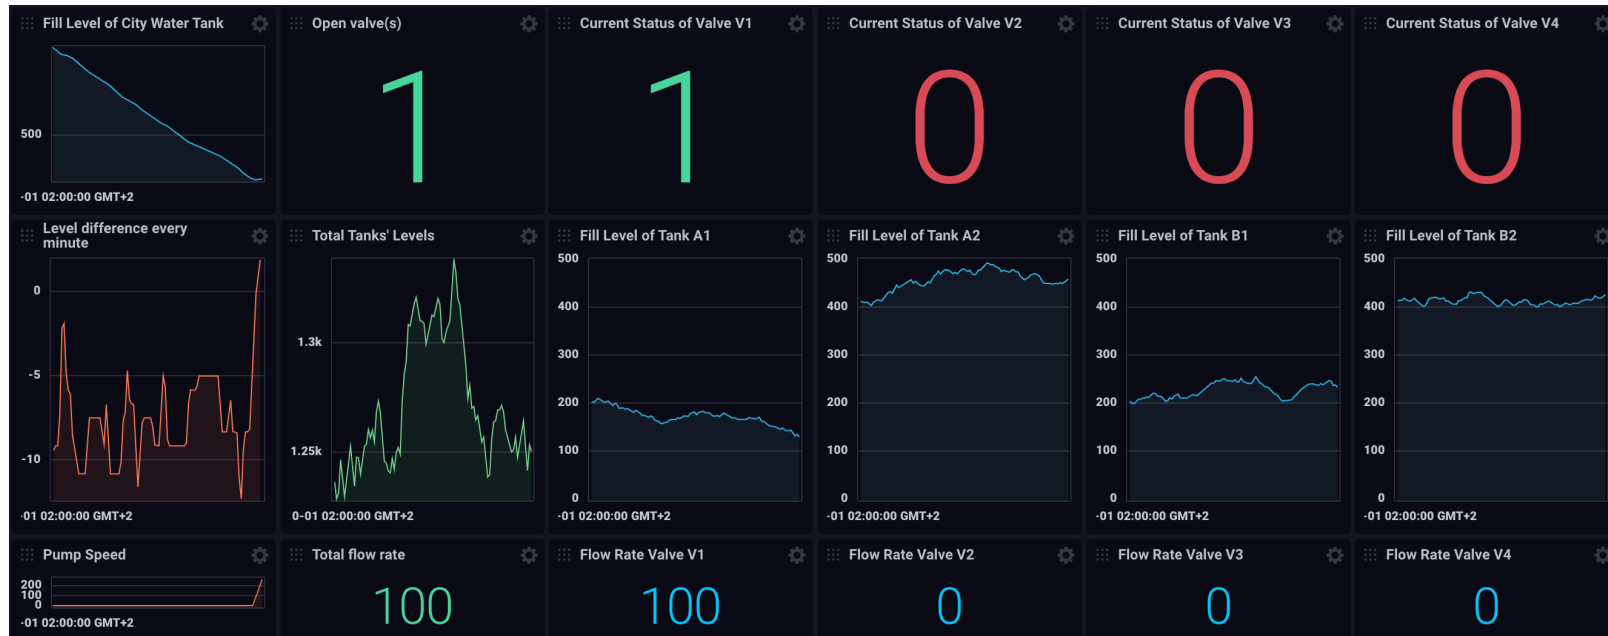 Fill Level of City Water Tank
500
-01 02:00:00 GMT+2
Open valve(s)
1
Current Status of Valve V1
1
Current Status of Valve V2
0
Current Status of Valve V3
0
Current Status of Valve V4
0
Level difference every
minute
0
-5
-10
-01 02:00:00 GMT+2
Total Tanks' Levels
1.3k
1.25k
0-01 02:00:00 GMT+2
Fill Level of Tank A1
500
400
300
200
100
0
-01 02:00:00 GMT+2
Fill Level of Tank A2
500
400
300
200
100
0
-01 02:00:00 GMT+2
Fill Level of Tank B1
500
400
300
200
100
0
-01 02:00:00 GMT+2
Fill Level of Tank B2
500
400
300
200
100
0
-01 02:00:00 GMT+2
Pump Speed
200
100
0
-01 02:00:00 GMT+2
Total flow rate
100
Flow Rate Valve V1
100
Flow Rate Valve V2
0
Flow Rate Valve V3
0
Flow Rate Valve V4
0